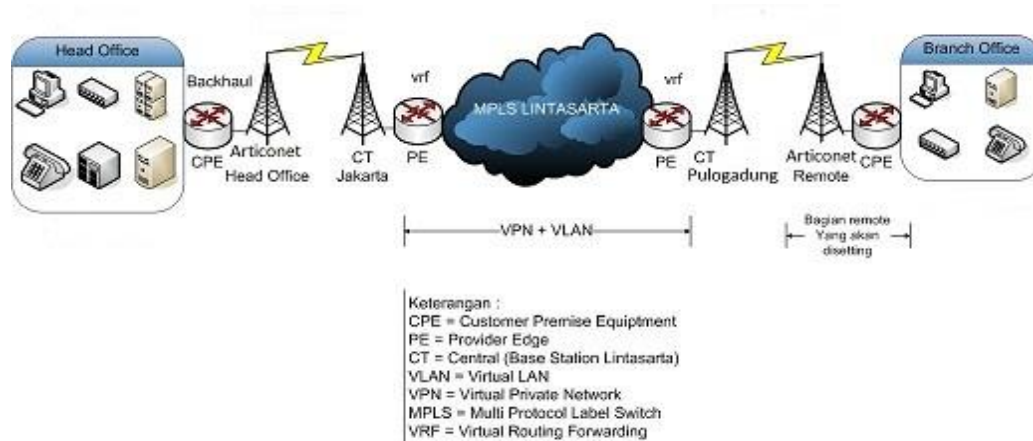 Head Office
Branch Office
Backhaul
vrf
MPLS LINTASARTA
vrf
CPE
Articonet
Head Office
CT
Jakarta
PE
PE
CT
Pulogadung
Articonet
Remote
CPE
VPN + VLAN
Bagian remote
Yang akan
disetting
Keterangan :
CPE = Customer Premise Equiptment
PE = Provider Edge
CT = Central (Base Station Lintasarta)
VLAN = Virtual LAN
VPN = Virtual Private Network
MPLS = Multi Protocol Label Switch
VRF = Virtual Routing Forwarding